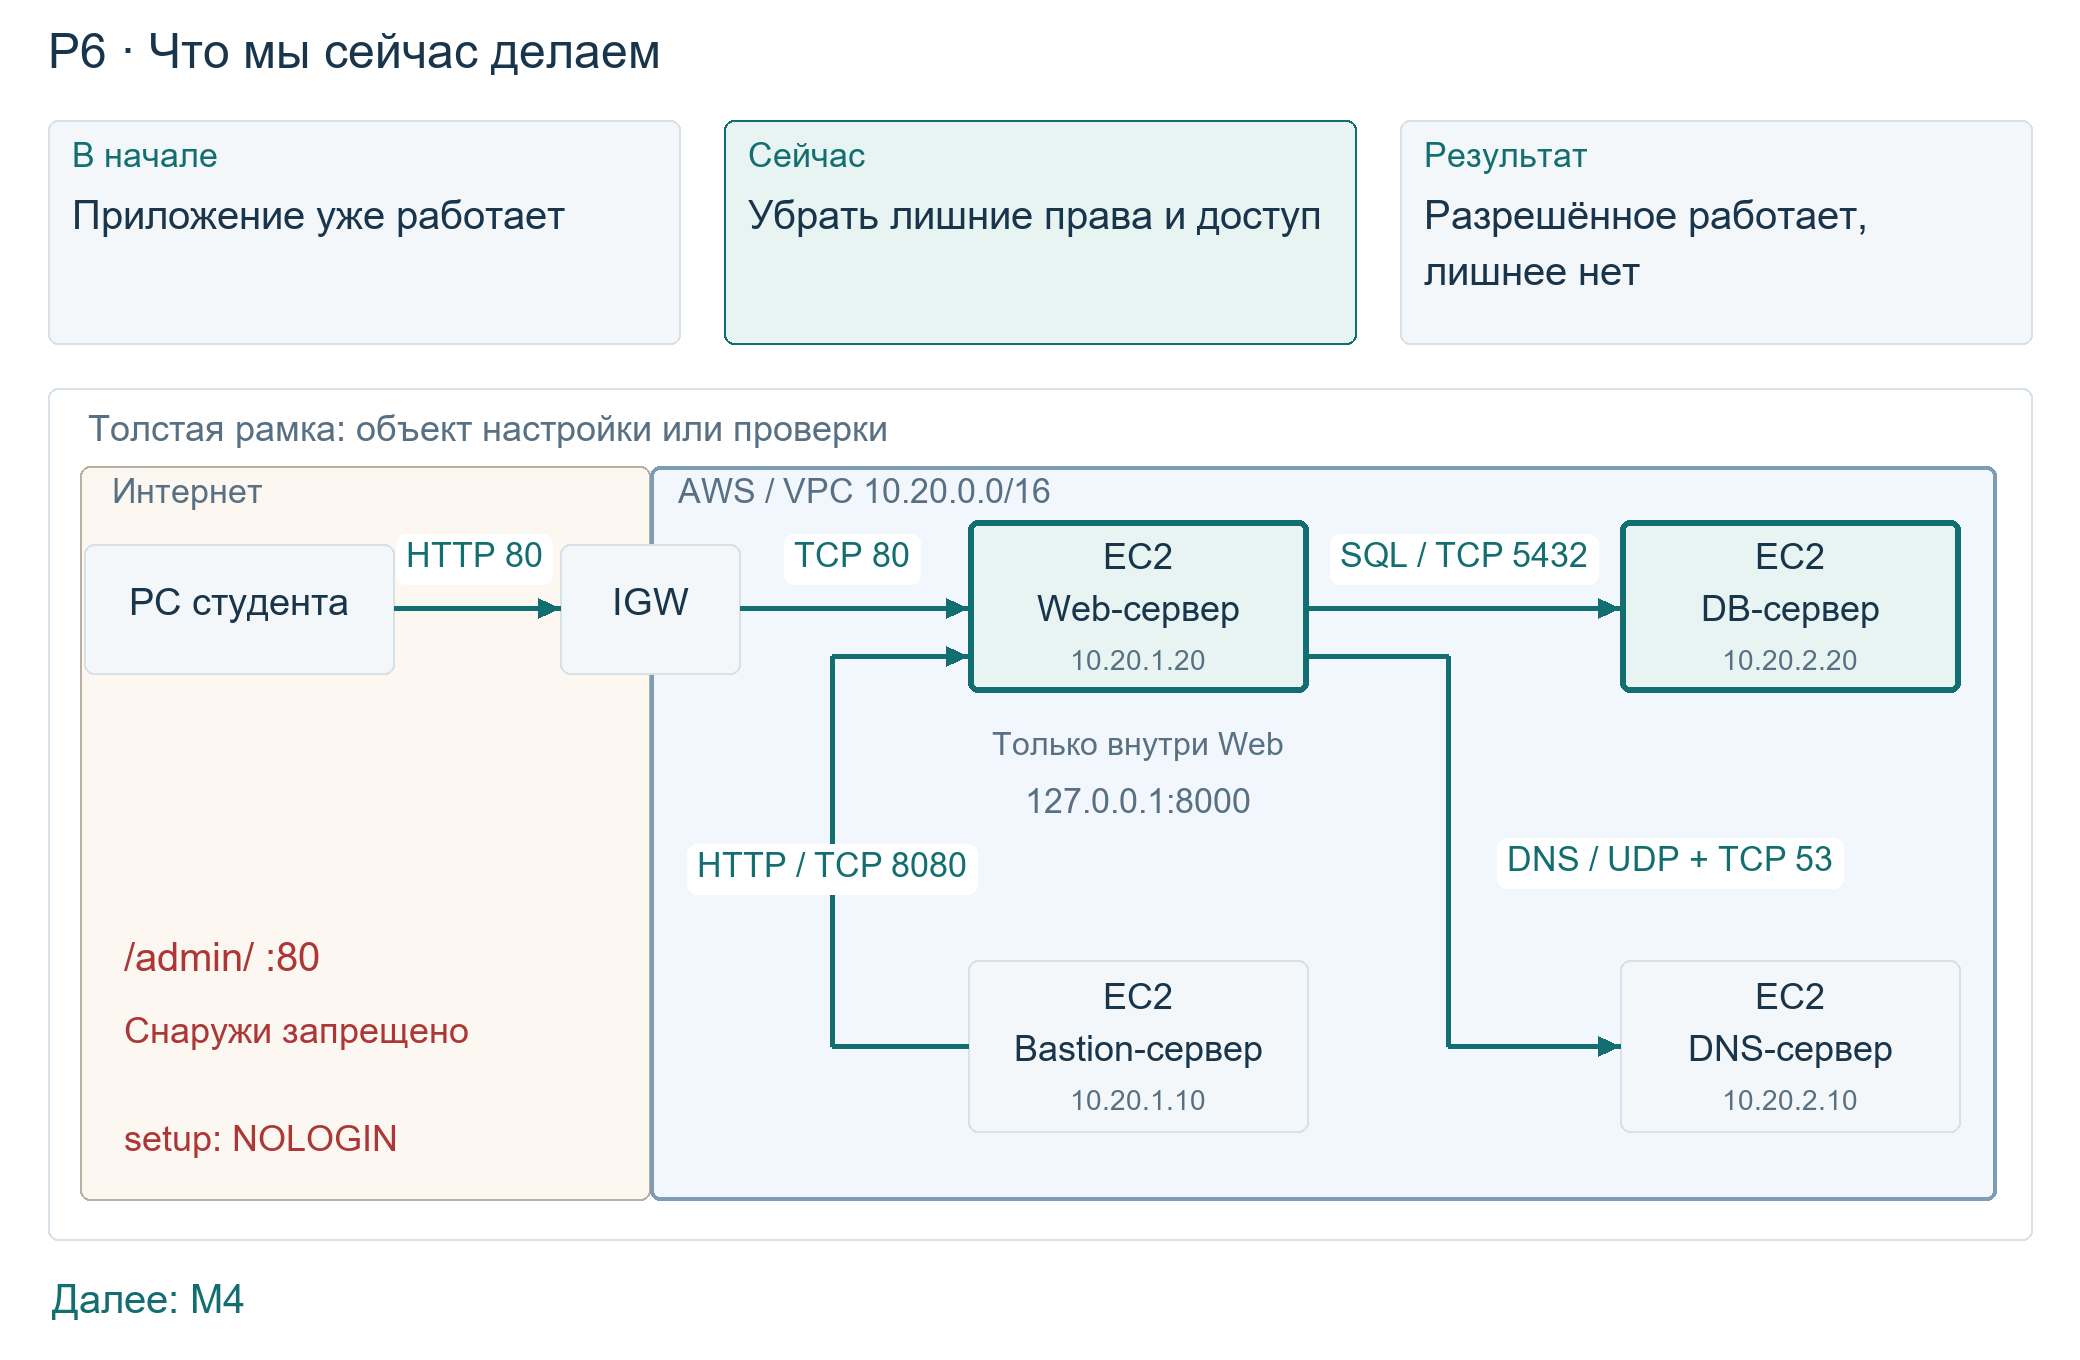 P6 · Что мы сейчас делаем
В начале
Приложение уже работает
Сейчас
Убрать лишние права и доступ
Результат
Разрешённое работает,
лишнее нет
Толстая рамка: объект настройки или проверки
Интернет
AWS / VPC 10.20.0.0/16
PC студента
HTTP 80
IGW
TCP 80
EC2
Web-сервер
10.20.1.20
SQL / TCP 5432
EC2
DB-сервер
10.20.2.20
Только внутри Web
127.0.0.1:8000
HTTP / TCP 8080
DNS / UDP + TCP 53
/admin/ :80
Снаружи запрещено
setup: NOLOGIN
EC2
Bastion-сервер
10.20.1.10
EC2
DNS-сервер
10.20.2.10
Далее: M4